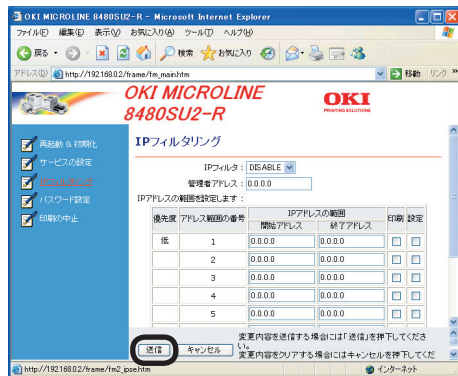 OKI MICROLINE 8480SU2-R - Microsoft Internet Explorer
ファイル(F) 編集(E) 表示(V) お気に入り(A) ツール(T) ヘルプ(H)
戻る 検索 お気に入り
アドレス(D) http://192.168.0.2/frame/fm_main.htm 移動 リンク »
OKI MICROLINE
8480SU2-R
OKI
PRINTING SOLUTIONS
再起動 & 初期化
サービスの設定
IPフィルタリング
パスワード設定
印刷の中止
IPフィルタリング
IPフィルタ : DISABLE
管理者アドレス : 0.0.0.0
IPアドレスの範囲を設定します :
優先度 アドレス範囲の番号 IPアドレスの範囲 印刷 設定
開始アドレス 終了アドレス
低 1 0.0.0.0 0.0.0.0
2 0.0.0.0 0.0.0.0
3 0.0.0.0 0.0.0.0
4 0.0.0.0 0.0.0.0
5 0.0.0.0 0.0.0.0
送信 キャンセル
変更内容を送信する場合には「送信」を押下してくださ
い。
変更内容をクリアする場合にはキャンセルを押下してくだ
http://192.168.0.2/frame/fm2_ipse.htm インターネット